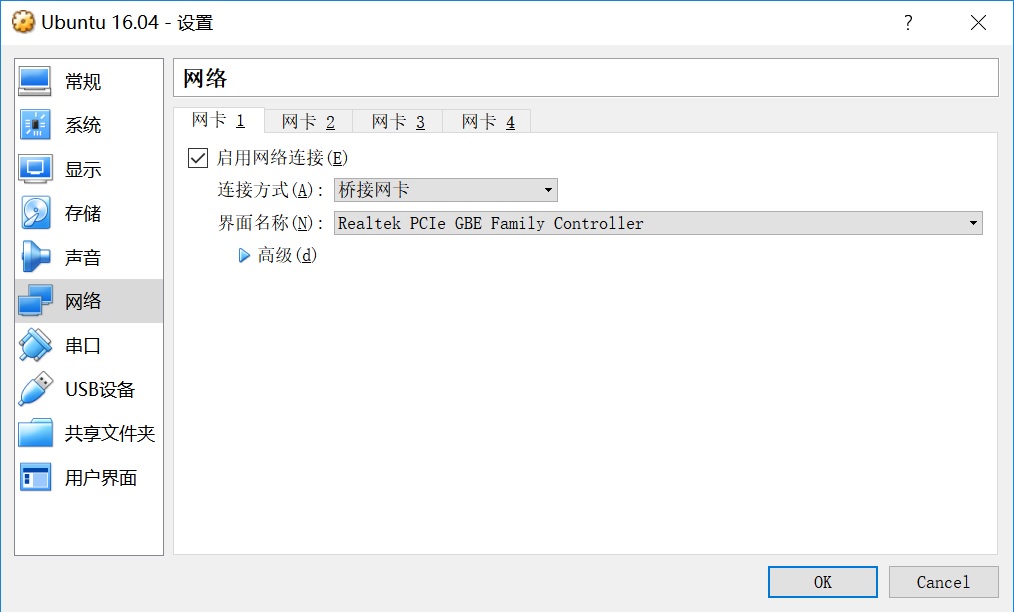 Ubuntu 16.04 - 设置
?
常规
系统
显示
存储
声音
网络
串口
USB设备
共享文件夹
用户界面
网络
网卡 1 网卡 2 网卡 3 网卡 4
启用网络连接(E)
连接方式(A): 桥接网卡
界面名称(N): Realtek PCIe GBE Family Controller
高级(d)
OK Cancel